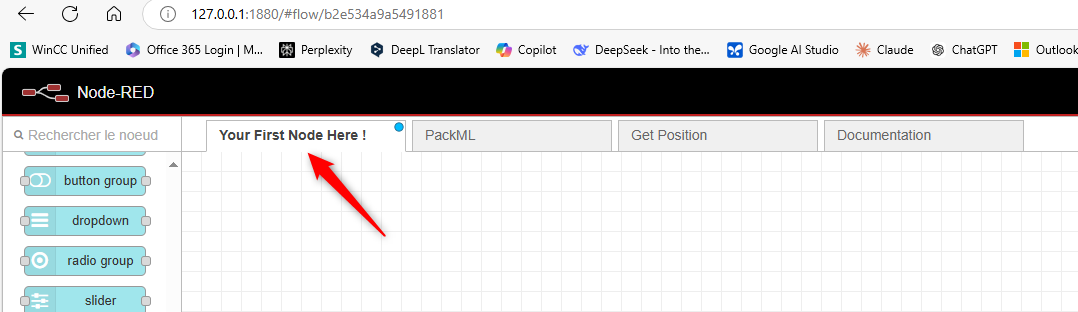 127.0.0.1:1880/#flow/b2e534a9a5491881
S WinCC Unified Office 365 Login | M... Perplexity DeepL Translator Copilot DeepSeek - Into the... Google AI Studio Claude ChatGPT Outlook
Node-RED
Rechercher le noeud
Your First Node Here ! PackML Get Position Documentation
button group
dropdown
radio group
slider